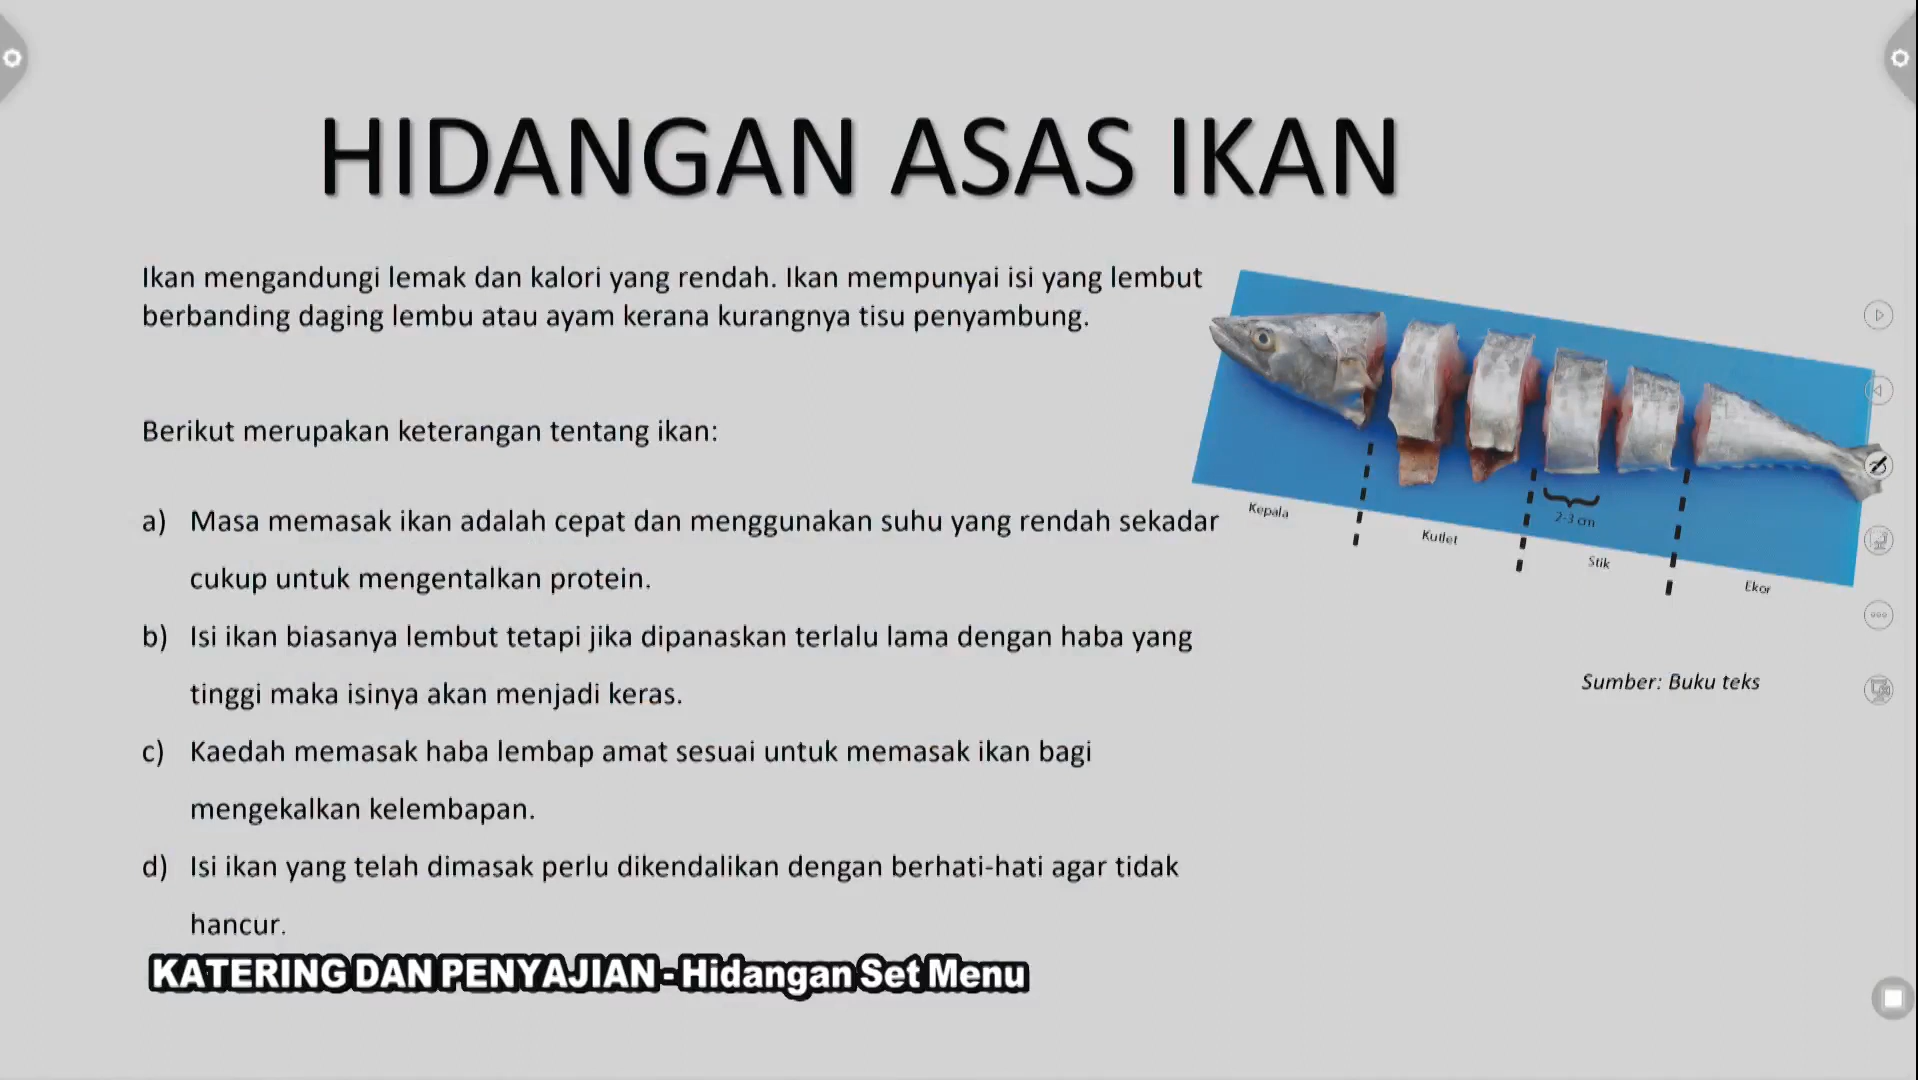 HIDANGAN ASAS IKAN
Ikan mengandungi lemak dan kalori yang rendah. Ikan mempunyai isi yang lembut
berbanding daging lembu atau ayam kerana kurangnya tisu penyambung.
Berikut merupakan keterangan tentang ikan:
a) Masa memasak ikan adalah cepat dan menggunakan suhu yang rendah sekadar
cukup untuk mengentalkan protein.
b) Isi ikan biasanya lembut tetapi jika dipanaskan terlalu lama dengan haba yang
tinggi maka isinya akan menjadi keras.
c) Kaedah memasak haba lembap amat sesuai untuk memasak ikan bagi
mengekalkan kelembapan.
d) Isi ikan yang telah dimasak perlu dikendalikan dengan berhati-hati agar tidak
hancur.
Kepala
Kutlet
2-3 cm
Stik
Ekor
Sumber: Buku teks
KATERING DAN PENYAJIAN - Hidangan Set Menu